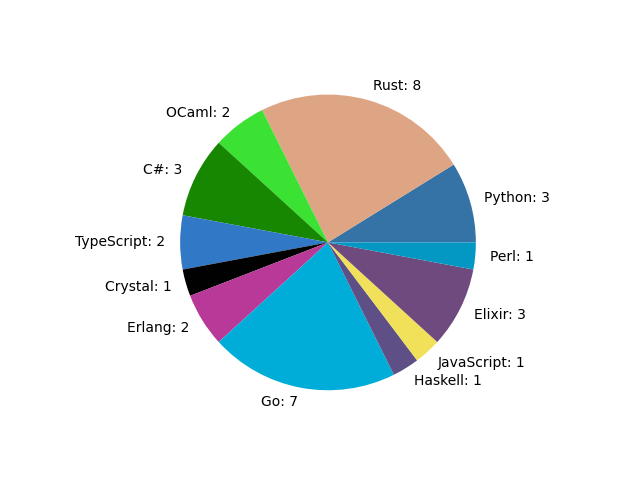 Rust: 8
OCaml: 2
C#: 3
Python: 3
TypeScript: 2
Perl: 1
Crystal: 1
Elixir: 3
Erlang: 2
JavaScript: 1
Haskell: 1
Go: 7